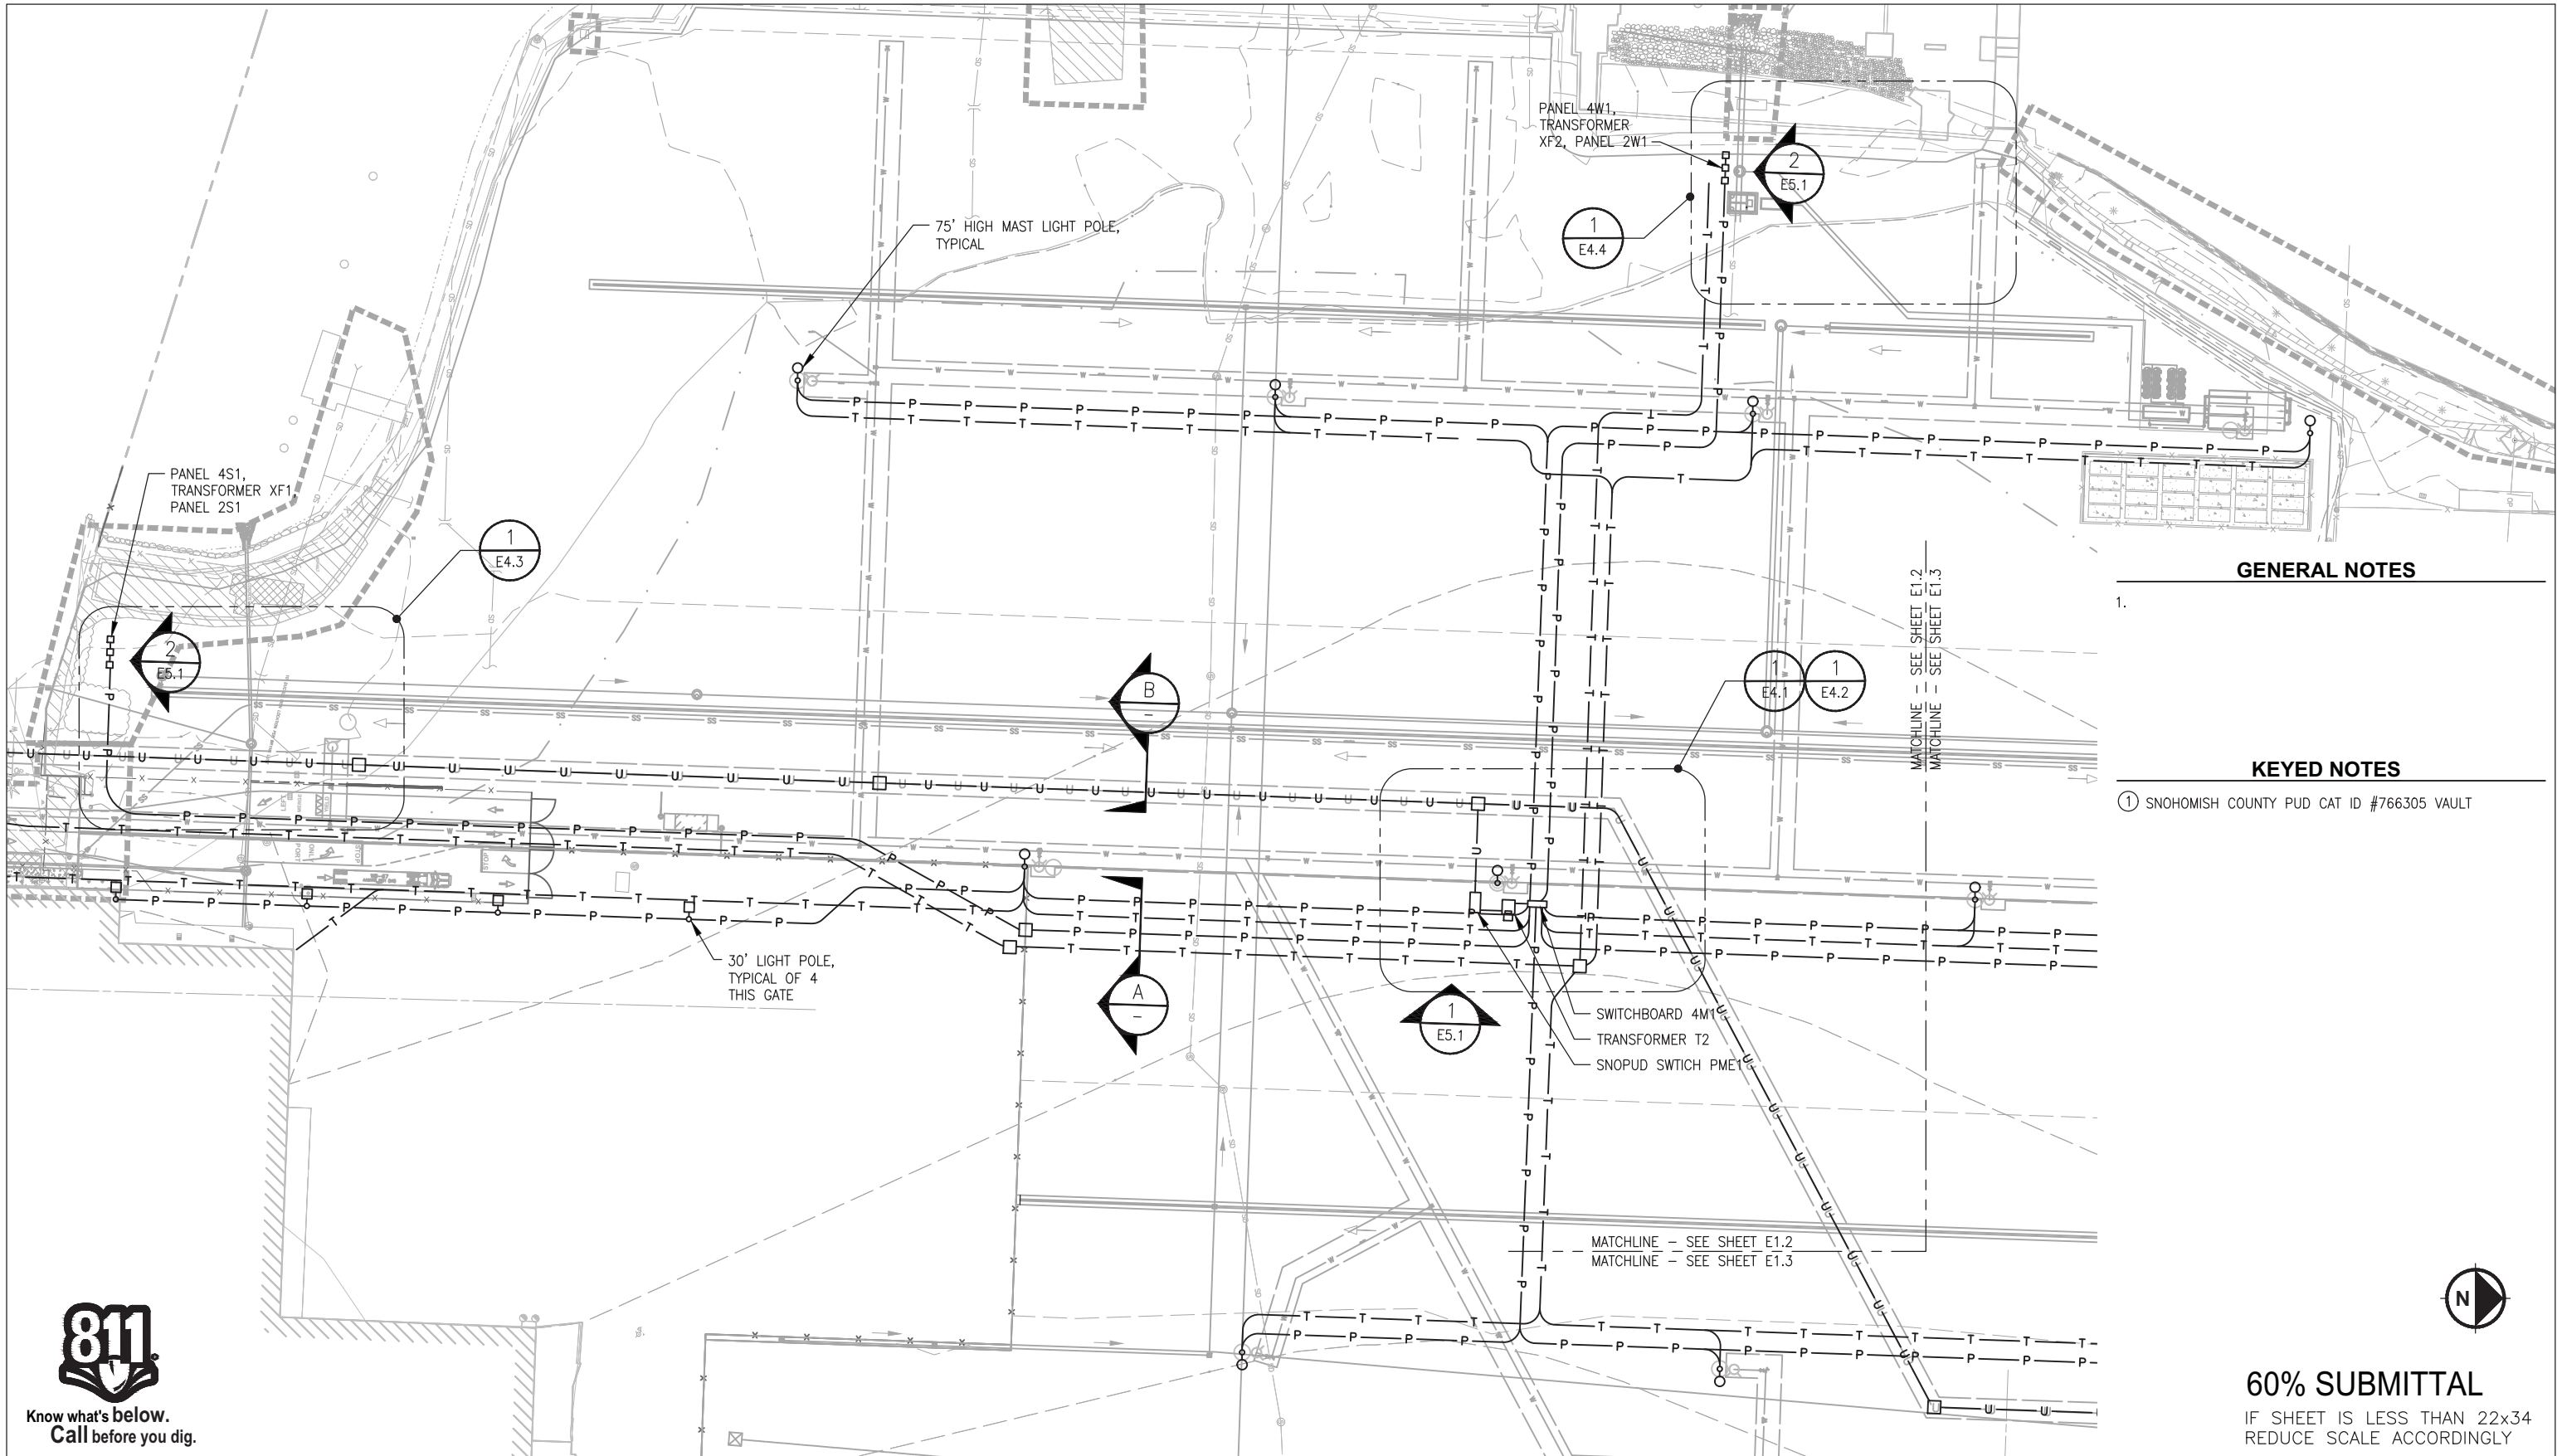 PANEL 4W1,
TRANSFORMER
XF2, PANEL 2W1
2
E5.1
1
E4.4
75' HIGH MAST LIGHT POLE,
TYPICAL
PANEL 4S1,
TRANSFORMER XF1,
PANEL 2S1
1
E4.3
2
E5.1
B
-
1
E4.1
1
E4.2
MATCHLINE - SEE SHEET E1.2
MATCHLINE - SEE SHEET E1.3
GENERAL NOTES
1.
KEYED NOTES
1 SNOHOMISH COUNTY PUD CAT ID #766305 VAULT
LEFT
ONLY
PORT
STOP
STOP
30' LIGHT POLE,
TYPICAL OF 4
THIS GATE
A
-
1
E5.1
SWITCHBOARD 4M1
TRANSFORMER T2
SNOPUD SWTICH PME1
MATCHLINE - SEE SHEET E1.2
MATCHLINE - SEE SHEET E1.3
N
811
Know what's below.
Call before you dig.
60% SUBMITTAL
IF SHEET IS LESS THAN 22x34
REDUCE SCALE ACCORDINGLY